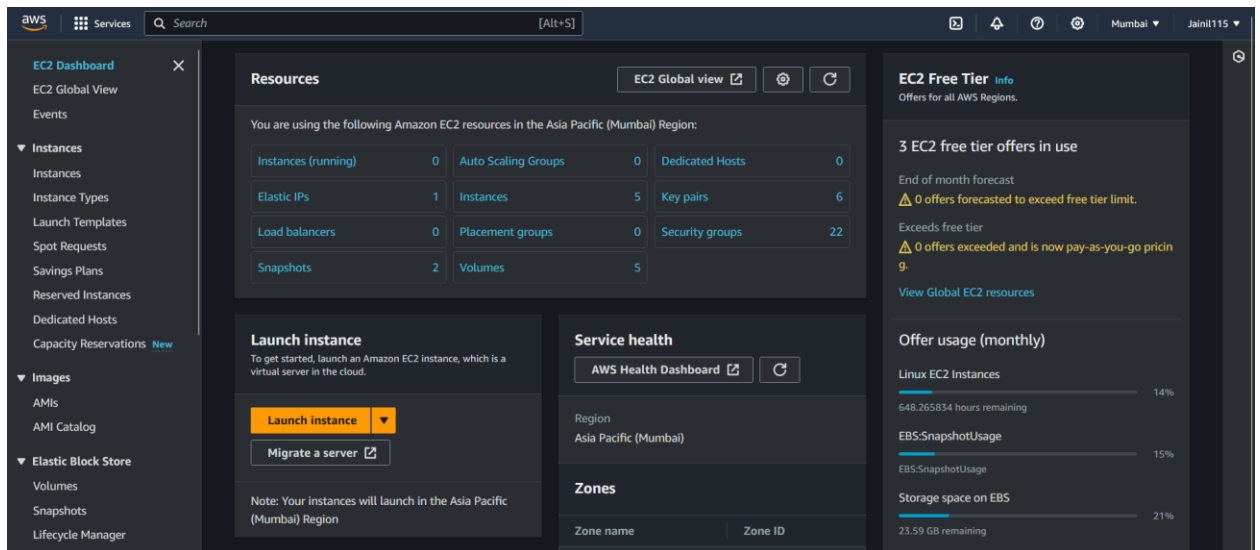 aws
Services
Search [Alt+S]
Mumbai ▼
Jainil115 ▼
EC2 Dashboard
EC2 Global View
Events
Instances
Instances
Instance Types
Launch Templates
Spot Requests
Savings Plans
Reserved Instances
Dedicated Hosts
Capacity Reservations New
Images
AMIs
AMI Catalog
Elastic Block Store
Volumes
Snapshots
Lifecycle Manager
Resources
EC2 Global view
You are using the following Amazon EC2 resources in the Asia Pacific (Mumbai) Region:
Instances (running) 0
Auto Scaling Groups 0
Dedicated Hosts 0
Elastic IPs 1
Instances 5
Key pairs 6
Load balancers 0
Placement groups 0
Security groups 22
Snapshots 2
Volumes 5
Launch instance
To get started, launch an Amazon EC2 instance, which is a
virtual server in the cloud.
Launch instance
Migrate a server
Note: Your instances will launch in the Asia Pacific
(Mumbai) Region
Service health
AWS Health Dashboard
Region
Asia Pacific (Mumbai)
Zones
Zone name
Zone ID
EC2 Free Tier Info
Offers for all AWS Regions.
3 EC2 free tier offers in use
End of month forecast
0 offers forecasted to exceed free tier limit.
Exceeds free tier
0 offers exceeded and is now pay-as-you-go pricin
g.
View Global EC2 resources
Offer usage (monthly)
Linux EC2 Instances
14%
648.265834 hours remaining
EBS:SnapshotUsage
15%
EBS:SnapshotUsage
Storage space on EBS
21%
23.59 GB remaining